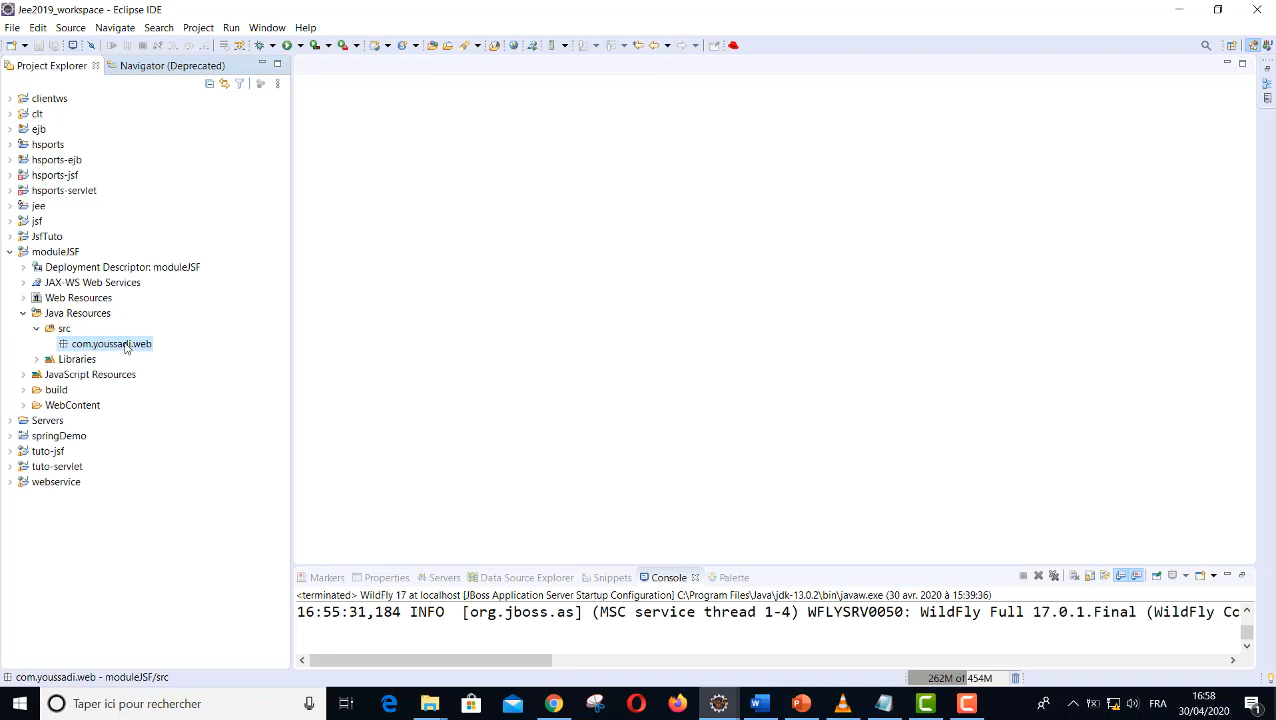 Jee2019_workspace - Eclipse IDE
File Edit Source Navigate Search Project Run Window Help
Project Explorer Navigator (Deprecated)
clientws
clt
ejb
hsports
hsports-ejb
hsports-jsf
hsports-servlet
jee
jsf
JsfTuto
moduleJSF
Deployment Descriptor: moduleJSF
JAX-WS Web Services
Web Resources
Java Resources
src
com.youssadi.web
Libraries
JavaScript Resources
build
WebContent
Servers
springDemo
tuto-jsf
tuto-servlet
webservice
Markers Properties Servers Data Source Explorer Snippets Console Palette
<terminated> WildFly 17 at localhost [JBoss Application Server Startup Configuration] C:\Program Files\Java\jdk-13.0.2\bin\javaw.exe (30 avr. 2020 à 15:39:36)
16:55:31,184 INFO [org.jboss.as] (MSC service thread 1-4) WFLYSRV0050: WildFly Full 17.0.1.Final (WildFly Cc
com.youssadi.web - moduleJSF/src 262M of 454M
Taper ici pour rechercher FRA 16:58
30/04/2020